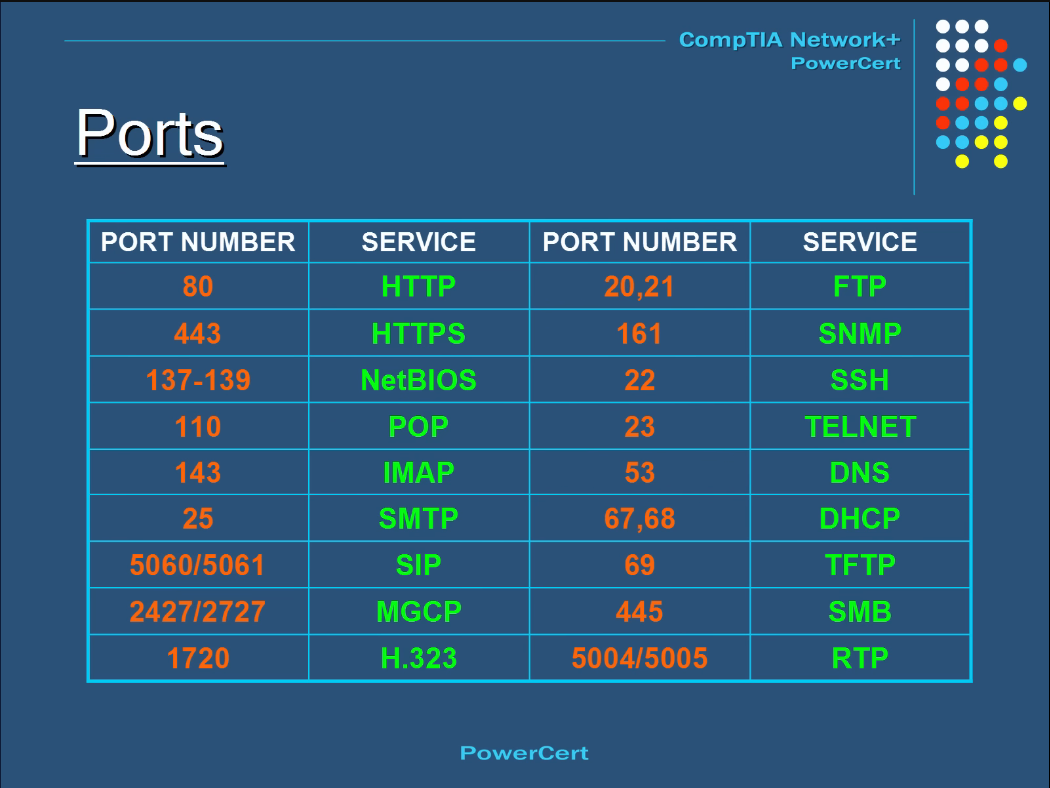 CompTIA Network+
PowerCert
Ports
PORT NUMBER SERVICE PORT NUMBER SERVICE
80 HTTP 20,21 FTP
443 HTTPS 161 SNMP
137-139 NetBIOS 22 SSH
110 POP 23 TELNET
143 IMAP 53 DNS
25 SMTP 67,68 DHCP
5060/5061 SIP 69 TFTP
2427/2727 MGCP 445 SMB
1720 H.323 5004/5005 RTP
PowerCert